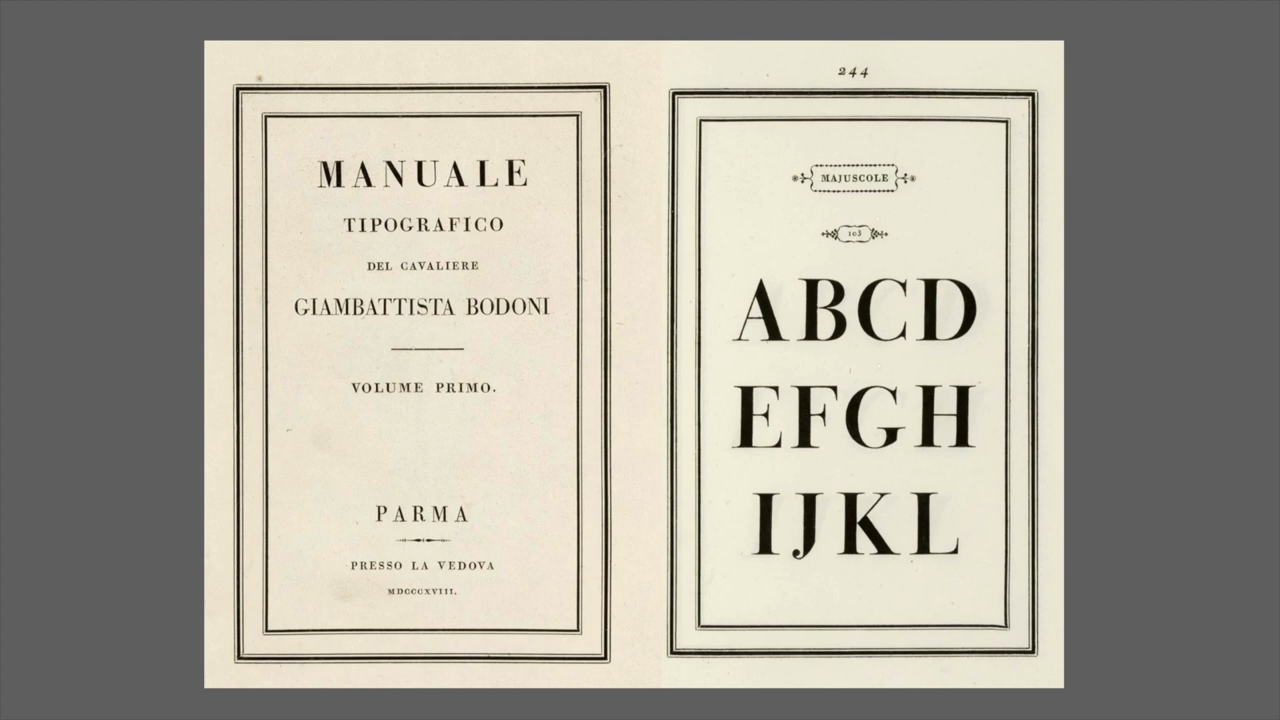 MANUALE
TIPOGRAFICO
DEL CAVALIERE
GIAMBATTISTA BODONI
VOLUME PRIMO.
PARMA
PRESSO LA VEDOVA
MDCCCXVIII.
244
MAJUSCOLE
103
ABCD
EFGH
IJKL